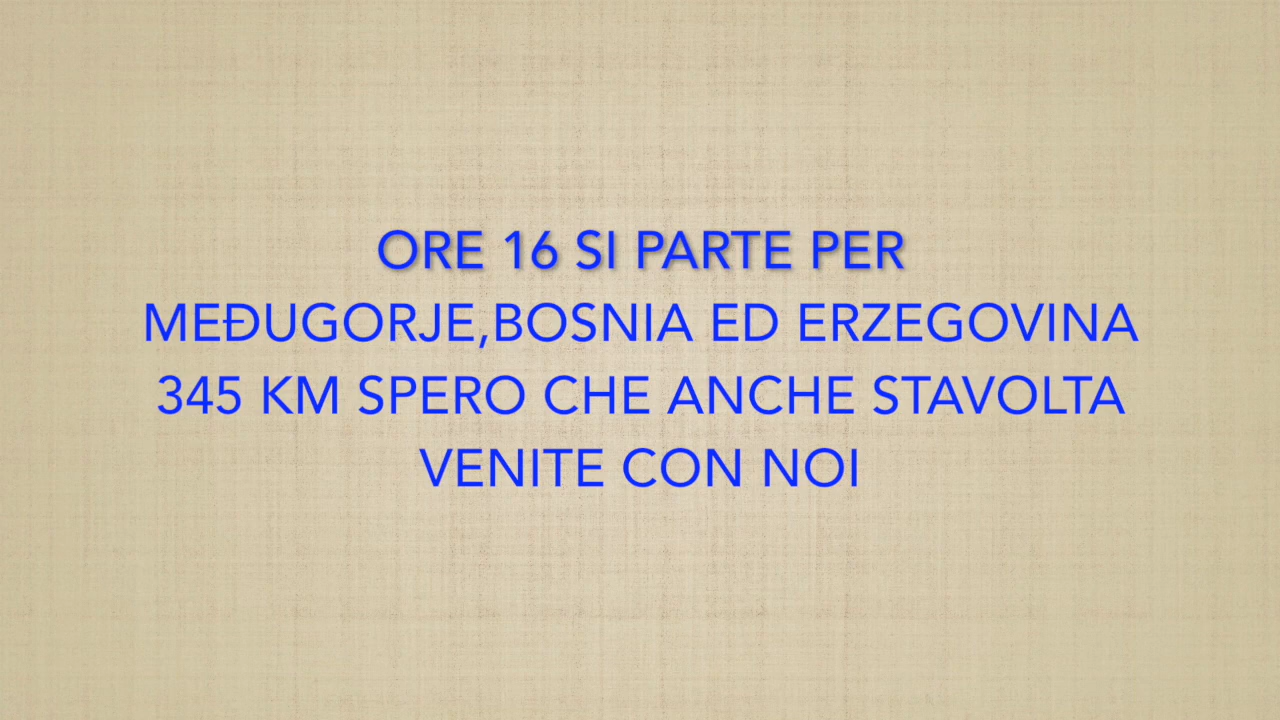 ORE 16 SI PARTE PER
MEĐUGORJE,BOSNIA ED ERZEGOVINA
345 KM SPERO CHE ANCHE STAVOLTA
VENITE CON NOI